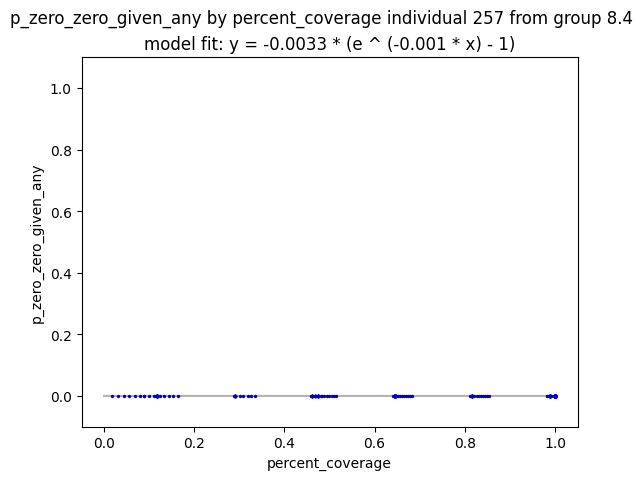 p_zero_zero_given_any by percent_coverage individual 257 from group 8.4
model fit: y = -0.0033 * (e ^ (-0.001 * x) - 1)
p_zero_zero_given_any
1.0
0.8
0.6
0.4
0.2
0.0
0.0 0.2 0.4 0.6 0.8 1.0
percent_coverage